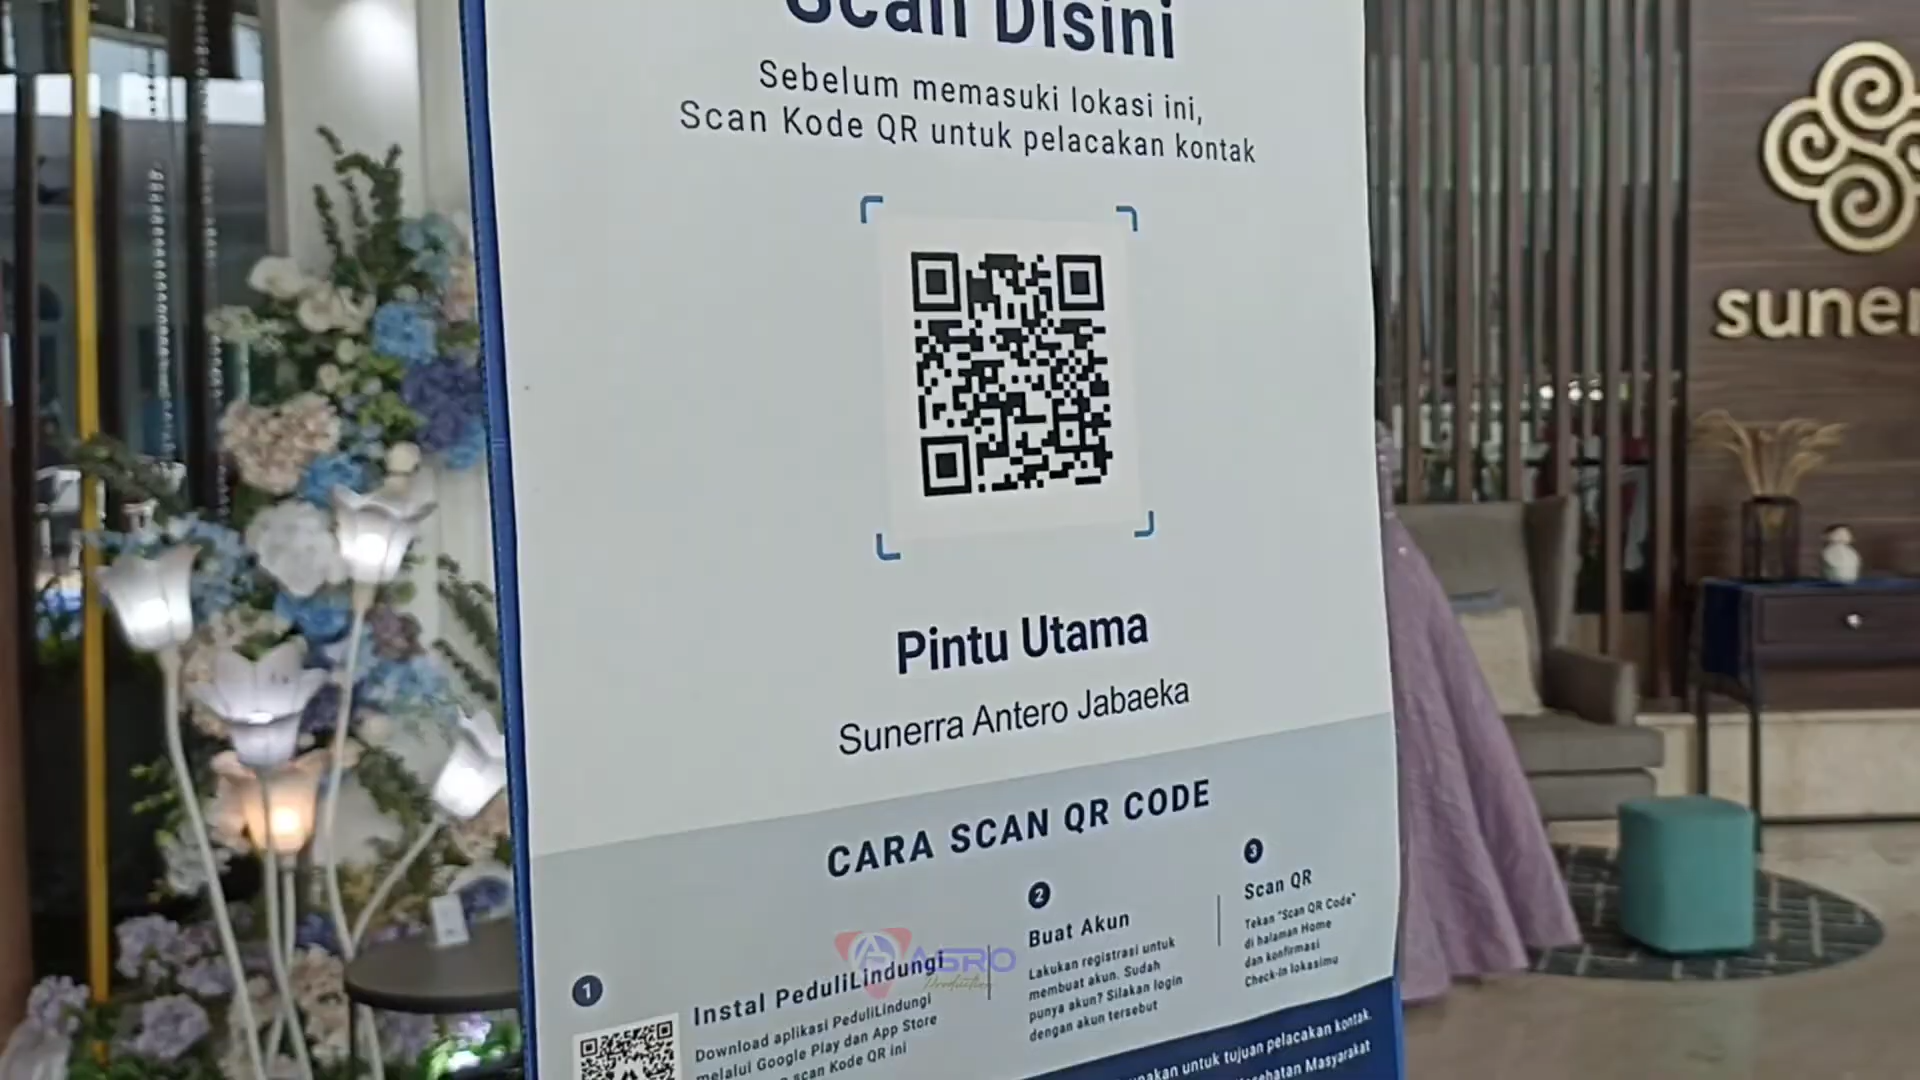 Scan Disini
Sebelum memasuki lokasi ini,
Scan Kode QR untuk pelacakan kontak
Pintu Utama
Sunerra Antero Jabaeka
CARA SCAN QR CODE
1
Instal PeduliLindungi
Download aplikasi PeduliLindungi
melalui Google Play dan App Store
scan Kode QR ini
2
Buat Akun
Lakukan registrasi untuk
membuat akun. Sudah
punya akun? Silakan login
dengan akun tersebut
3
Scan QR
Tekan "Scan QR Code"
di halaman Home
dan konfirmasi
Check-in lokasimu
untuk tujuan pelacakan kontak.
Masyarakat
ASRO
Production
suner